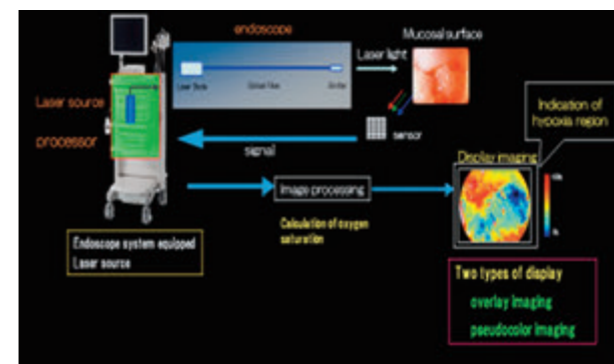 endoscope
Mucosal surface
Laser light
Laser source
processor
sensor
signal
Indication of
hypoxia region
Display imaging
Image processing
Calculation of oxygen
saturation
Endoscope system equipped
Laser source
Two types of display
overlay imaging
pseudocolor imaging